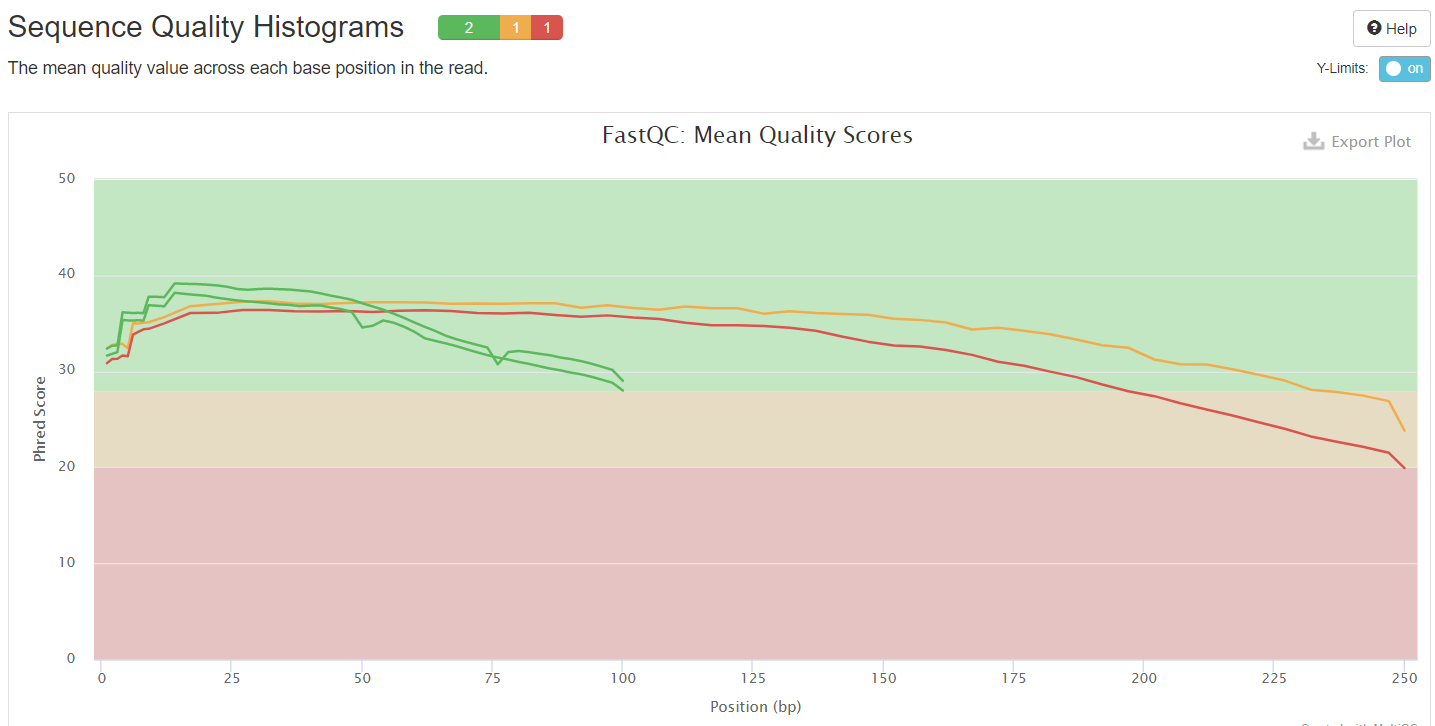 Sequence Quality Histograms
2 1 1
Help
The mean quality value across each base position in the read.
Y-Limits: on
FastQC: Mean Quality Scores
Export Plot
50
40
30
20
10
0
Phred Score
0 25 50 75 100 125 150 175 200 225 250
Position (bp)